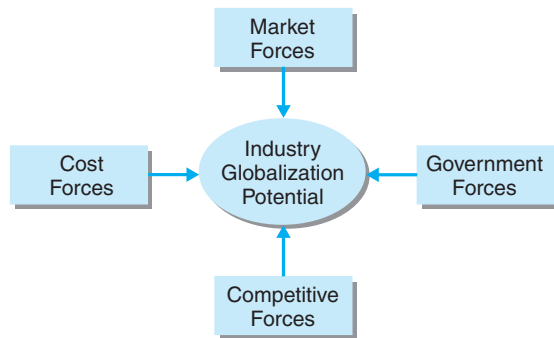 Market
Forces
Cost
Forces
Industry
Globalization
Potential
Government
Forces
Competitive
Forces